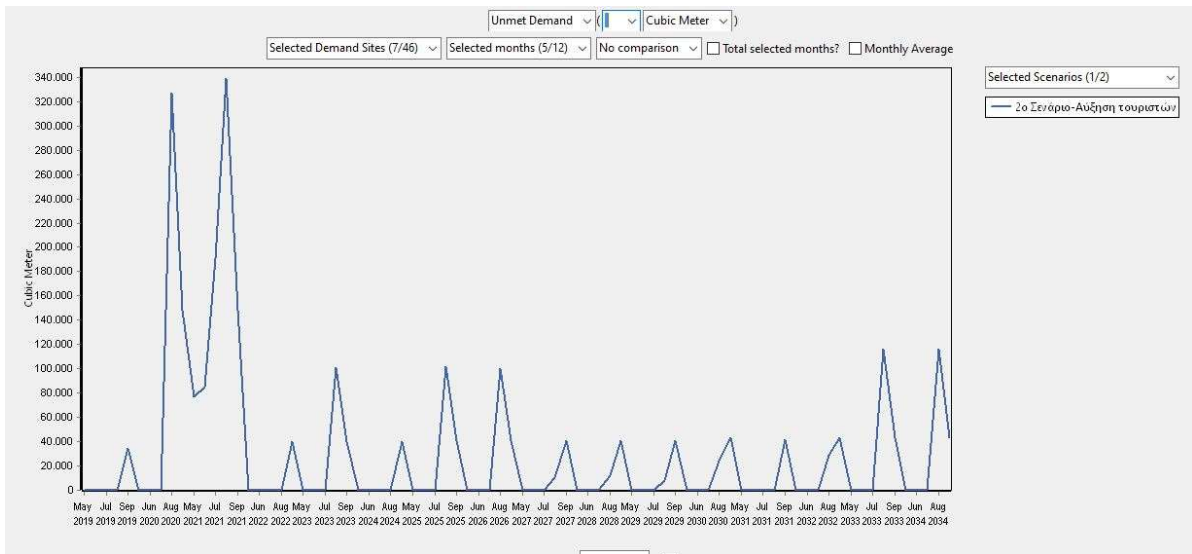 Unmet Demand ( Cubic Meter )
Selected Demand Sites (7/46) Selected months (5/12) No comparison Total selected months? Monthly Average
Selected Scenarios (1/2)
2ο Σενάριο-Αύξηση τουριστών
340.000
320.000
300.000
280.000
260.000
240.000
220.000
200.000
180.000
160.000
140.000
120.000
100.000
80.000
60.000
40.000
20.000
0
Cubic Meter
May Jul Sep Jun Aug May Jul Sep Jun Aug May Jul Sep Jun Aug May Jul Sep Jun Aug May Jul Sep Jun Aug May Jul Sep Jun Aug May Jul Sep Jun Aug May Jul Sep Jun Aug
2019 2019 2019 2020 2020 2021 2021 2021 2022 2022 2023 2023 2023 2024 2024 2025 2025 2025 2026 2026 2027 2027 2027 2028 2028 2029 2029 2029 2030 2030 2031 2031 2031 2032 2032 2033 2033 2033 2034 2034